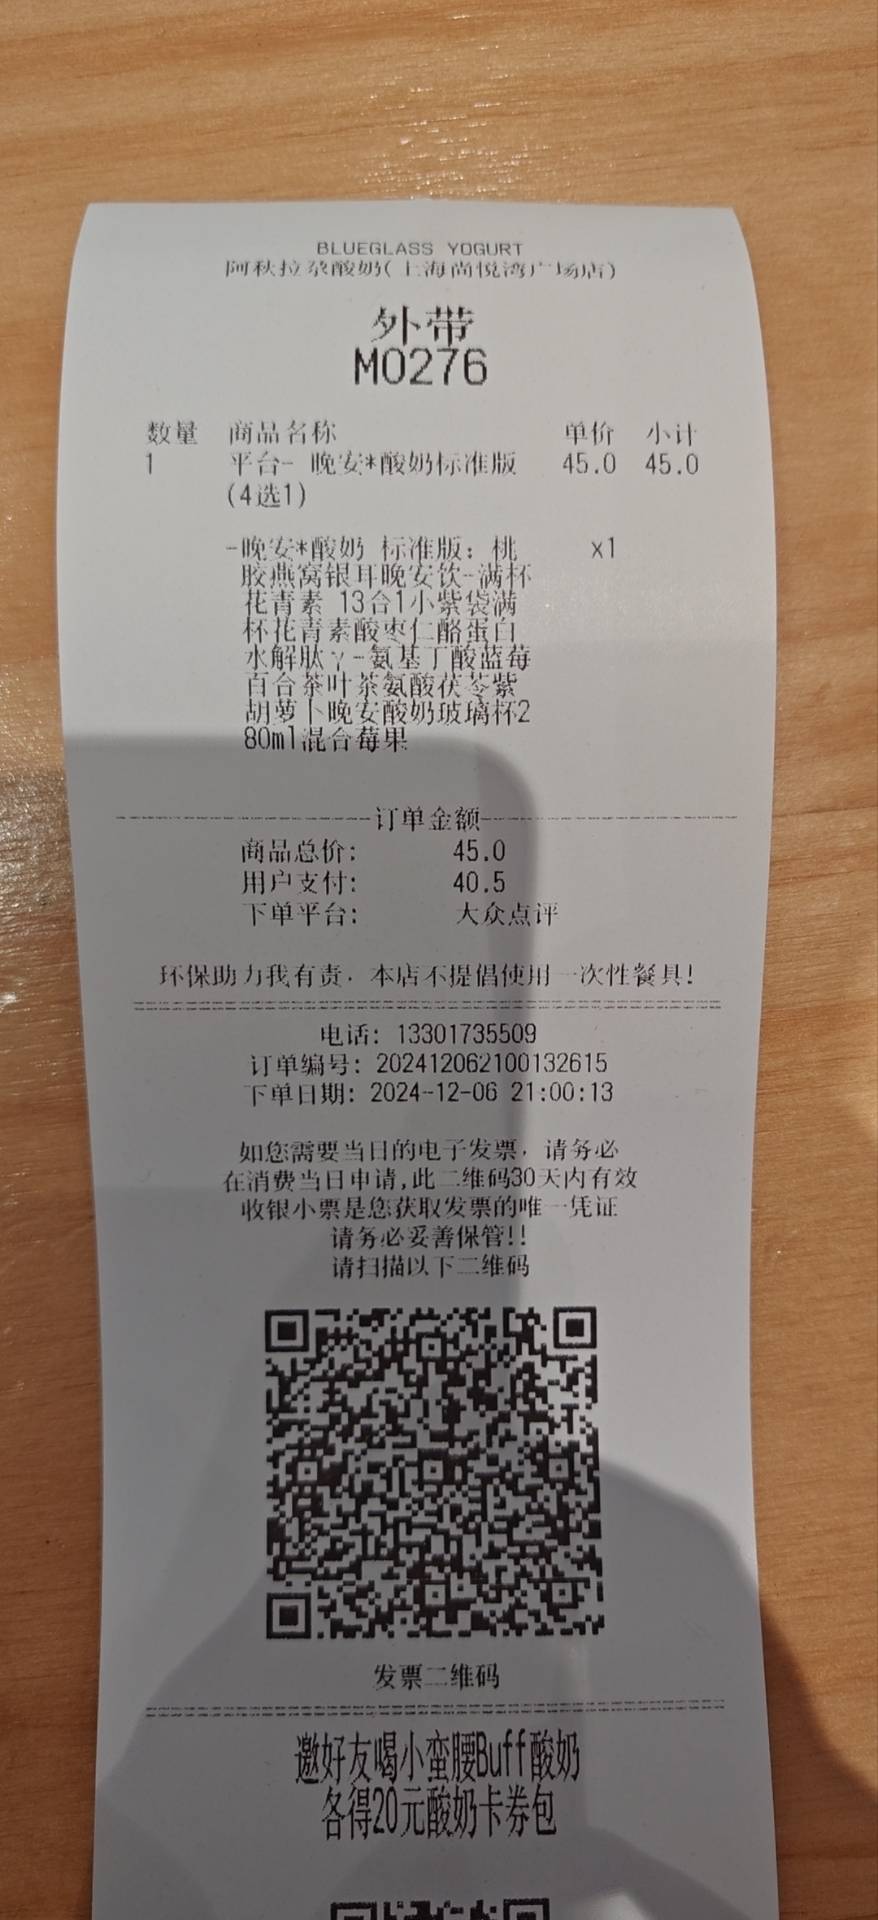 BLUEGLASS YOGURT
阿秋拉尕酸奶(上海尚悦湾广场店)
外带
M0276
数量 商品名称 单价 小计
1 平台- 晚安*酸奶标准版 45.0 45.0
(4选1)
-晚安*酸奶 标准版: 桃 x1
胶燕窝银耳晚安饮-满杯
花青素 13合1小紫袋满
杯花青素酸枣仁酪蛋白
水解肽γ-氨基丁酸蓝莓
百合茶叶茶氨酸茯苓紫
胡萝卜晚安酸奶玻璃杯2
80ml混合莓果
订单金额
商品总价: 45.0
用户支付: 40.5
下单平台: 大众点评
环保助力我有责，本店不提倡使用一次性餐具!
电话: 13301735509
订单编号: 202412062100132615
下单日期: 2024-12-06 21:00:13
如您需要当日的电子发票，请务必
在消费当日申请,此二维码30天内有效
收银小票是您获取发票的唯一凭证
请务必妥善保管!!
请扫描以下二维码
发票二维码
邀好友喝小蛮腰Buff酸奶
各得20元酸奶卡券包